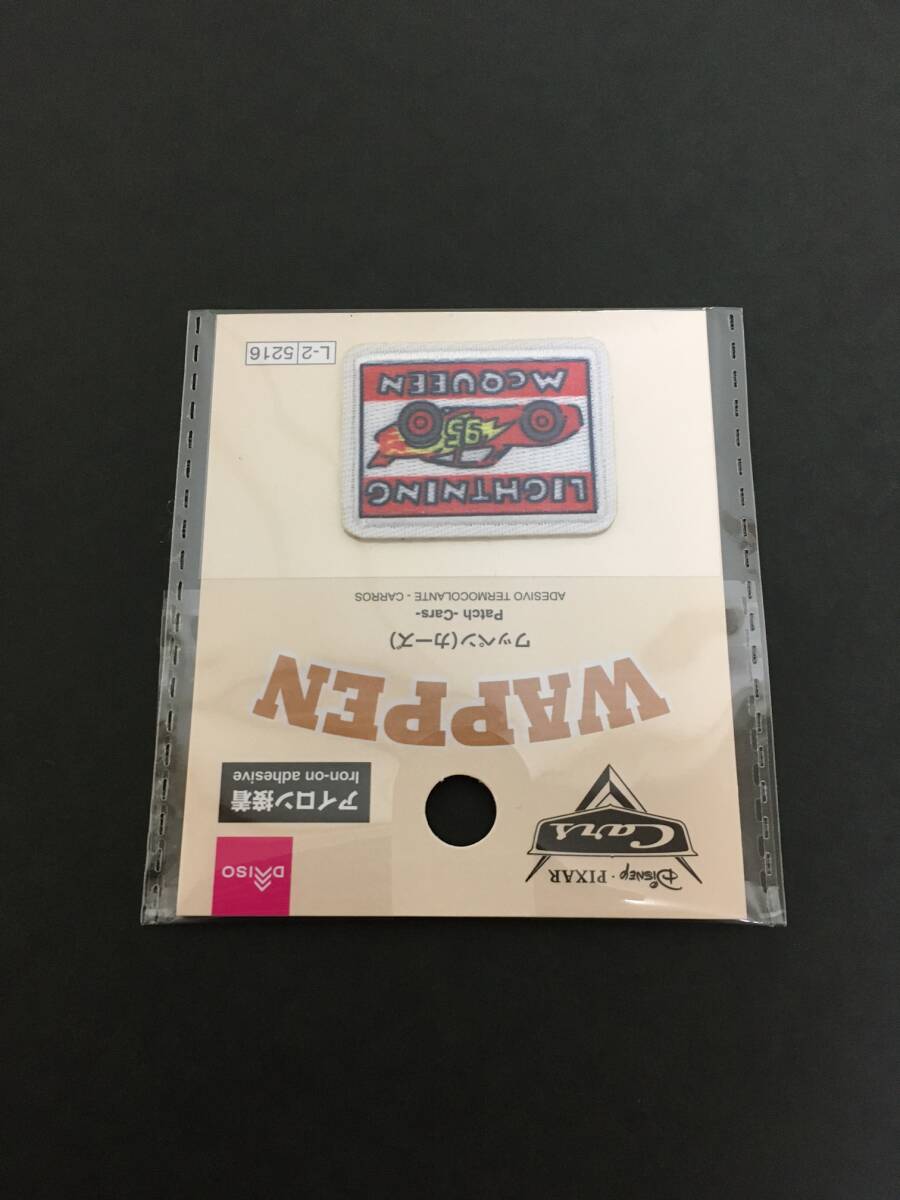 Disney · PIXAR
Cars
DAISO
アイロン接着
Iron-on adhesive
WAPPEN
ワッペン(カーズ)
Patch -Cars-
ADESIVO TERMOCOLANTE - CARROS
LIGHTNING
95
McQUEEN
L-2 5216